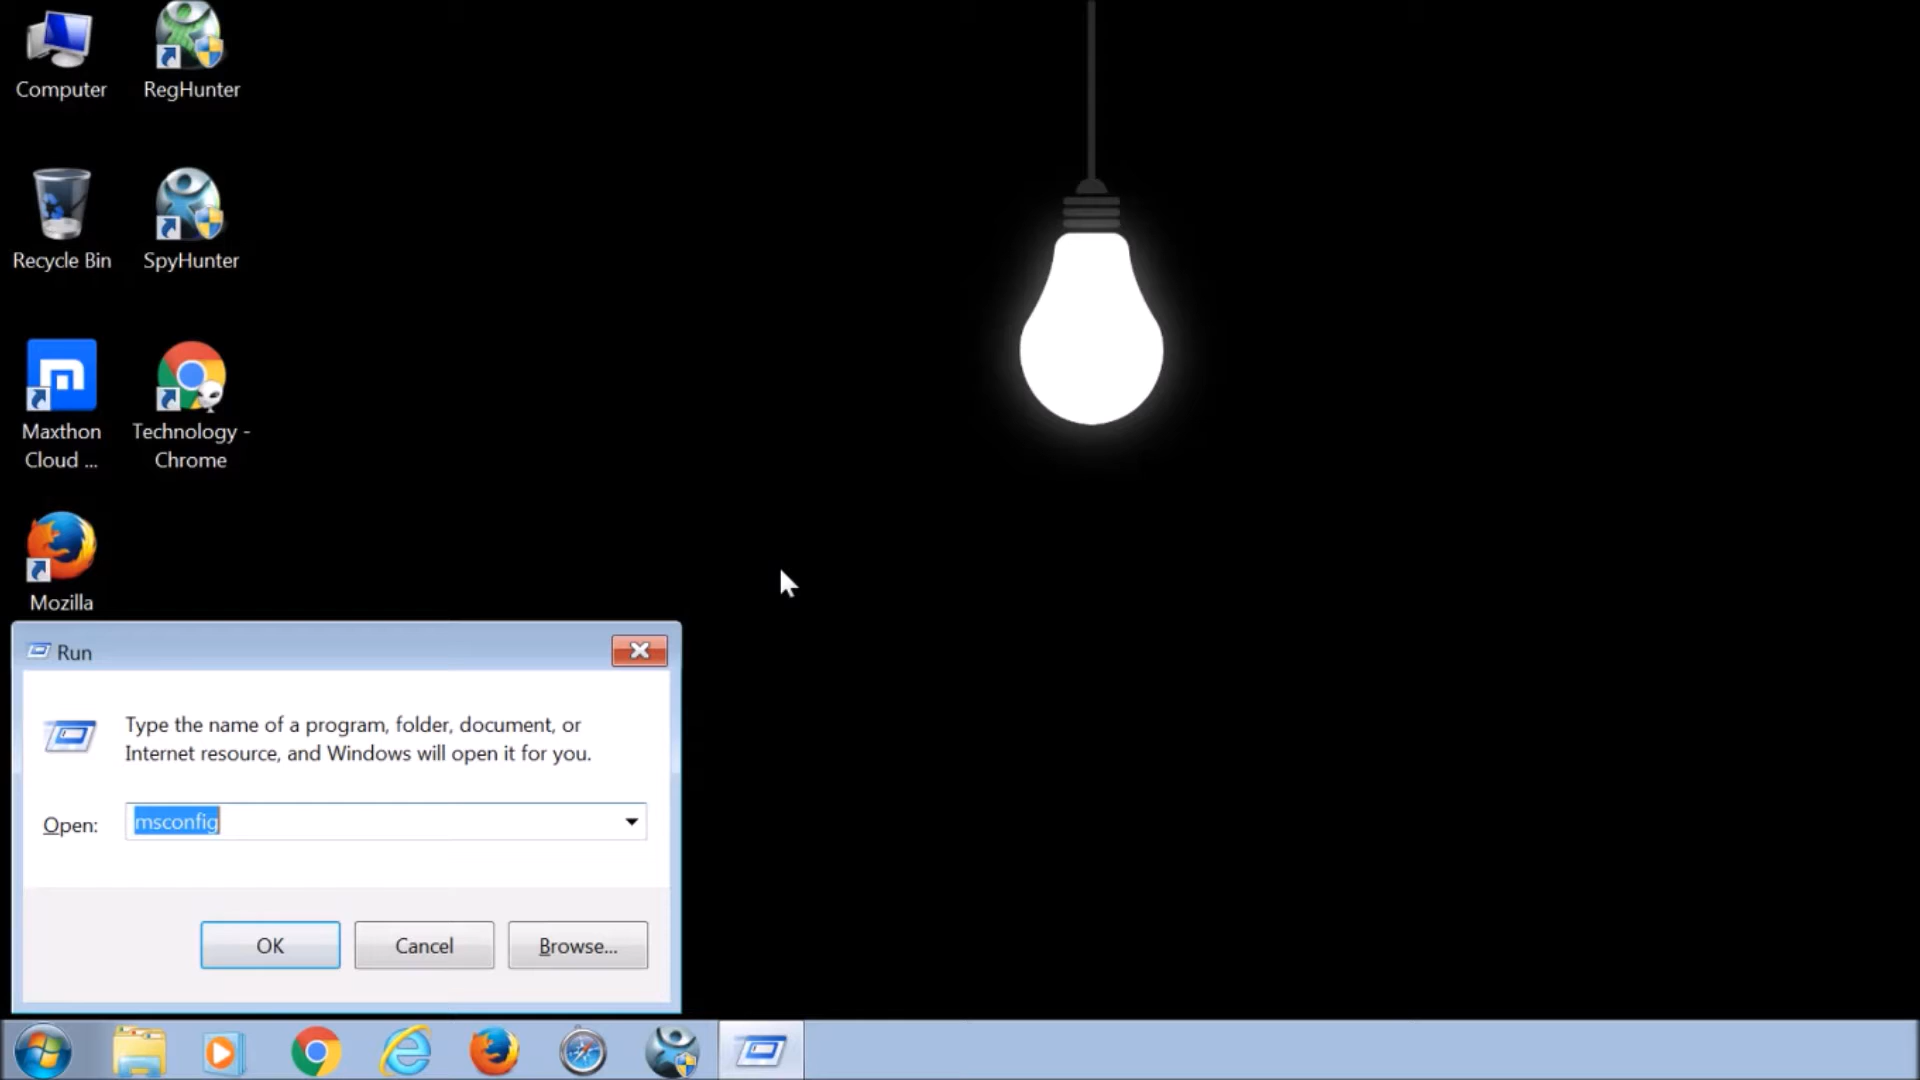 Computer
RegHunter
Recycle Bin
SpyHunter
Maxthon
Cloud ...
Technology -
Chrome
Mozilla
Run
Type the name of a program, folder, document, or
Internet resource, and Windows will open it for you.
Open:
msconfig
OK
Cancel
Browse...